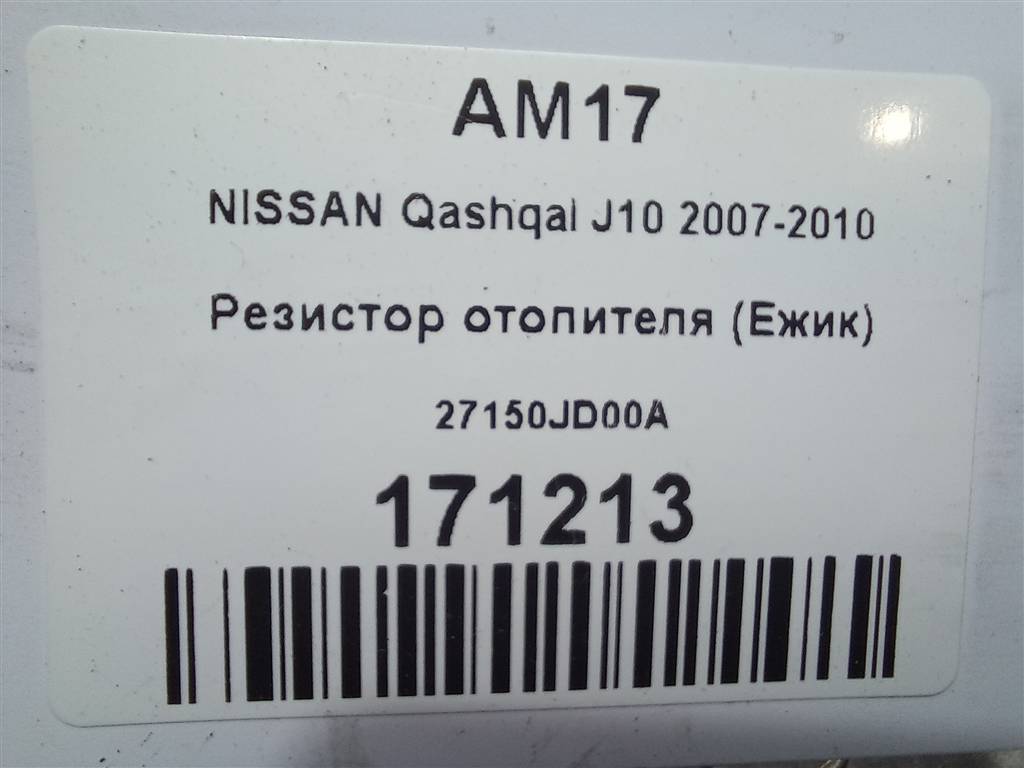 AM17
NISSAN Qashqai J10 2007-2010
Резистор отопителя (Ежик)
27150JD00A
171213